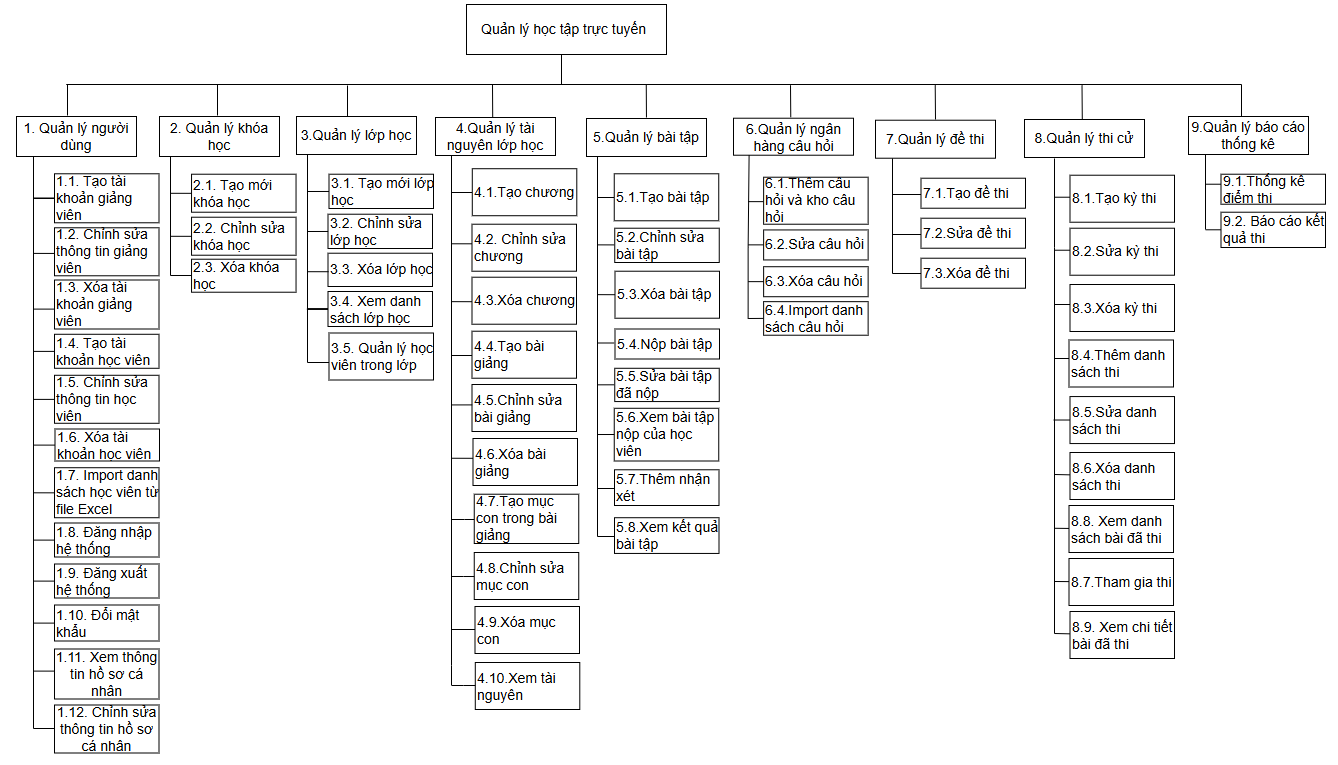 Quản lý học tập trực tuyến
1. Quản lý người
dùng
1.1. Tạo tài
khoản giảng
viên
1.2. Chỉnh sửa
thông tin giảng
viên
1.3. Xóa tài
khoản giảng
viên
1.4. Tạo tài
khoản học viên
1.5. Chỉnh sửa
thông tin học
viên
1.6. Xóa tài
khoản học viên
1.7. Import danh
sách học viên từ
file Excel
1.8. Đăng nhập
hệ thống
1.9. Đăng xuất
hệ thống
1.10. Đổi mật
khẩu
1.11. Xem thông
tin hồ sơ cá
nhân
1.12. Chỉnh sửa
thông tin hồ sơ
cá nhân
2. Quản lý khóa
học
2.1. Tạo mới
khóa học
2.2. Chỉnh sửa
khóa học
2.3. Xóa khóa
học
3.Quản lý lớp học
3.1. Tạo mới lớp
học
3.2. Chỉnh sửa
lớp học
3.3. Xóa lớp học
3.4. Xem danh
sách lớp học
3.5. Quản lý học
viên trong lớp
4.Quản lý tài
nguyên lớp học
4.1.Tạo chương
4.2. Chỉnh sửa
chương
4.3.Xóa chương
4.4.Tạo bài
giảng
4.5.Chỉnh sửa
bài giảng
4.6.Xóa bài
giảng
4.7.Tạo mục
con trong bài
giảng
4.8.Chỉnh sửa
mục con
4.9.Xóa mục
con
4.10.Xem tài
nguyên
5.Quản lý bài tập
5.1.Tạo bài tập
5.2.Chỉnh sửa
bài tập
5.3.Xóa bài tập
5.4.Nộp bài tập
5.5.Sửa bài tập
đã nộp
5.6.Xem bài tập
nộp của học
viên
5.7.Thêm nhận
xét
5.8.Xem kết quả
bài tập
6.Quản lý ngân
hàng câu hỏi
6.1.Thêm câu
hỏi và kho câu
hỏi
6.2.Sửa câu hỏi
6.3.Xóa câu hỏi
6.4.Import danh
sách câu hỏi
7.Quản lý đề thi
7.1.Tạo đề thi
7.2.Sửa đề thi
7.3.Xóa đề thi
8.Quản lý thi cử
8.1.Tạo kỳ thi
8.2.Sửa kỳ thi
8.3.Xóa kỳ thi
8.4.Thêm danh
sách thi
8.5.Sửa danh
sách thi
8.6.Xóa danh
sách thi
8.8. Xem danh
sách bài đã thi
8.7.Tham gia thi
8.9. Xem chi tiết
bài đã thi
9.Quản lý báo cáo
thống kê
9.1.Thống kê
điểm thi
9.2. Báo cáo kết
quả thi